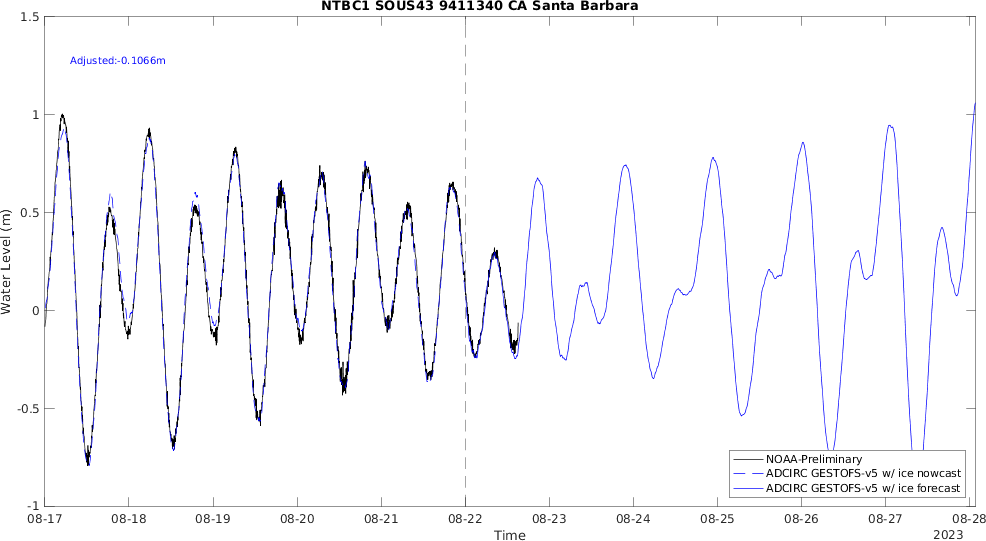 NTBC1 SOUS43 9411340 CA Santa Barbara
1.5
Adjusted:-0.1066m
1
0.5
0
-0.5
-1
Water Level (m)
NOAA-Preliminary
ADCIRC GESTOFS-v5 w/ ice nowcast
ADCIRC GESTOFS-v5 w/ ice forecast
08-17 08-18 08-19 08-20 08-21 08-22 08-23 08-24 08-25 08-26 08-27 08-28
Time
2023